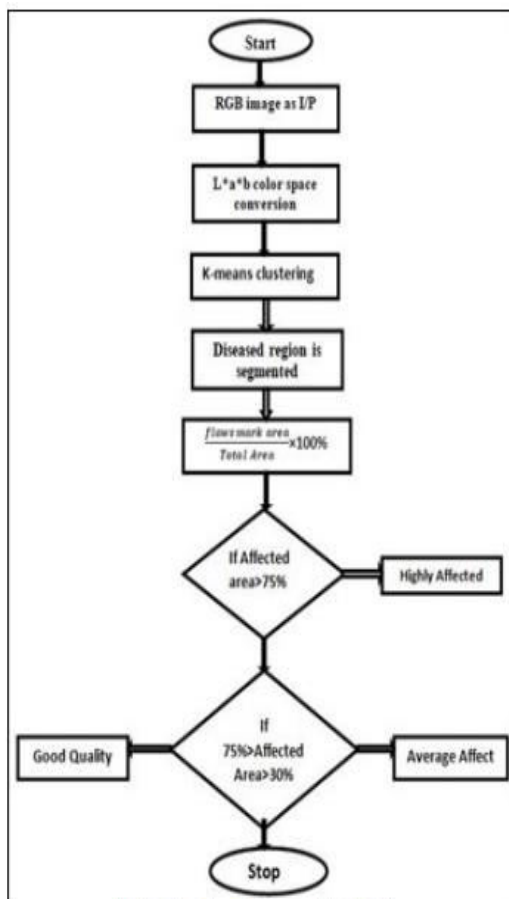 Start
RGB image as I/P
L*a*b color space
conversion
K-means clustering
Diseased region is
segmented
flaws mark area
Total Area
×100%
If Affected
area>75%
Highly Affected
If
75%>Affected
Area>30%
Good Quality
Average Affect
Stop